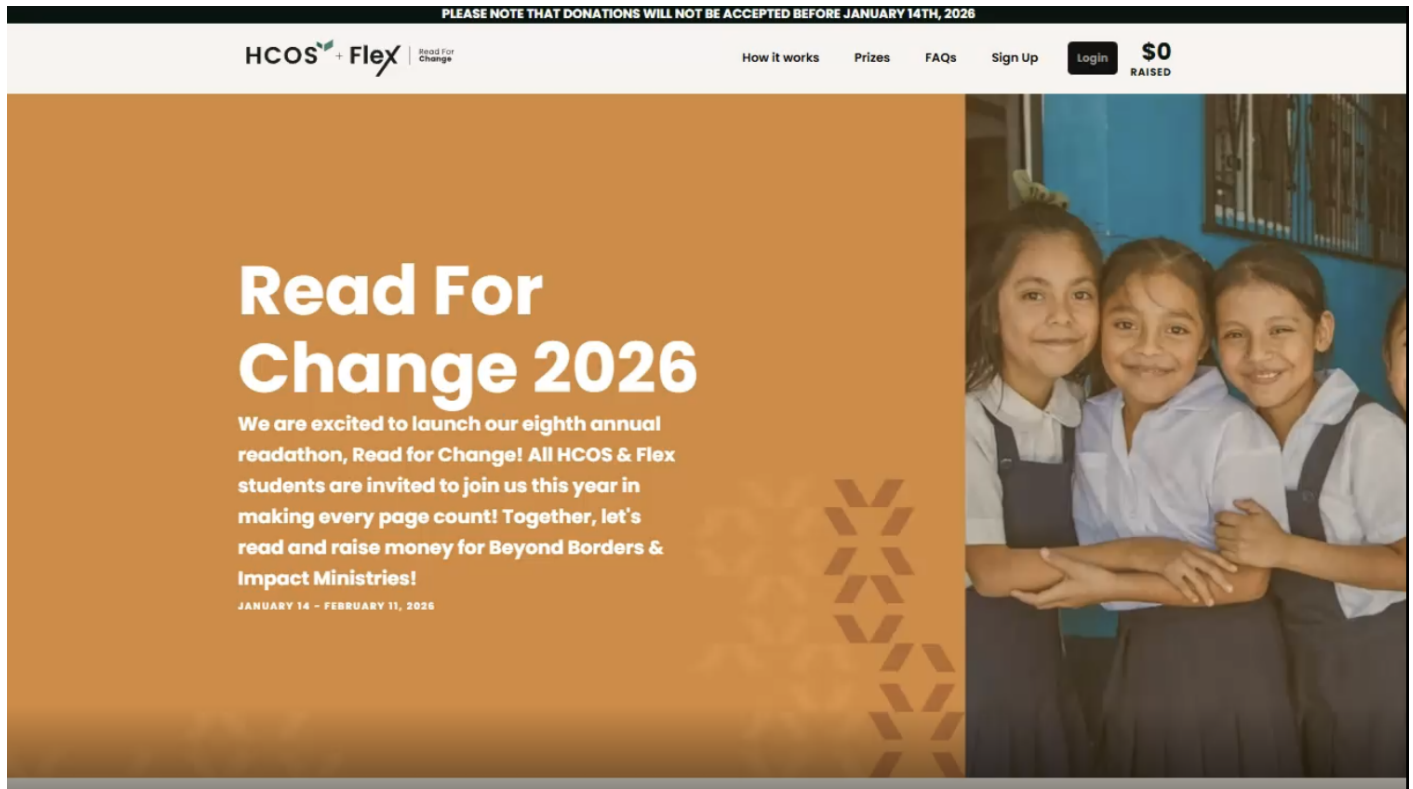 PLEASE NOTE THAT DONATIONS WILL NOT BE ACCEPTED BEFORE JANUARY 14TH, 2026
HCOS + Flex | Read For Change
How it works Prizes FAQs Sign Up Login $0 RAISED
Read For
Change 2026
We are excited to launch our eighth annual
readathon, Read for Change! All HCOS & Flex
students are invited to join us this year in
making every page count! Together, let's
read and raise money for Beyond Borders &
Impact Ministries!
JANUARY 14 - FEBRUARY 11, 2026